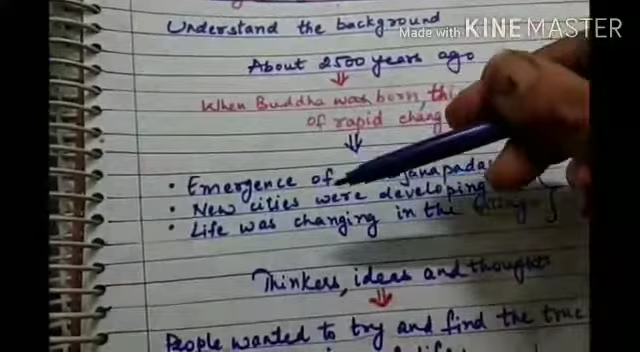 Made with KINEMASTER
Understand the background
About 2500 years ago
When Buddha was born,
of rapid
• Emergence of
• New cities were developing
• Life was changing in the
Thinkers, ideas and thoughts
People wanted to try and find the true